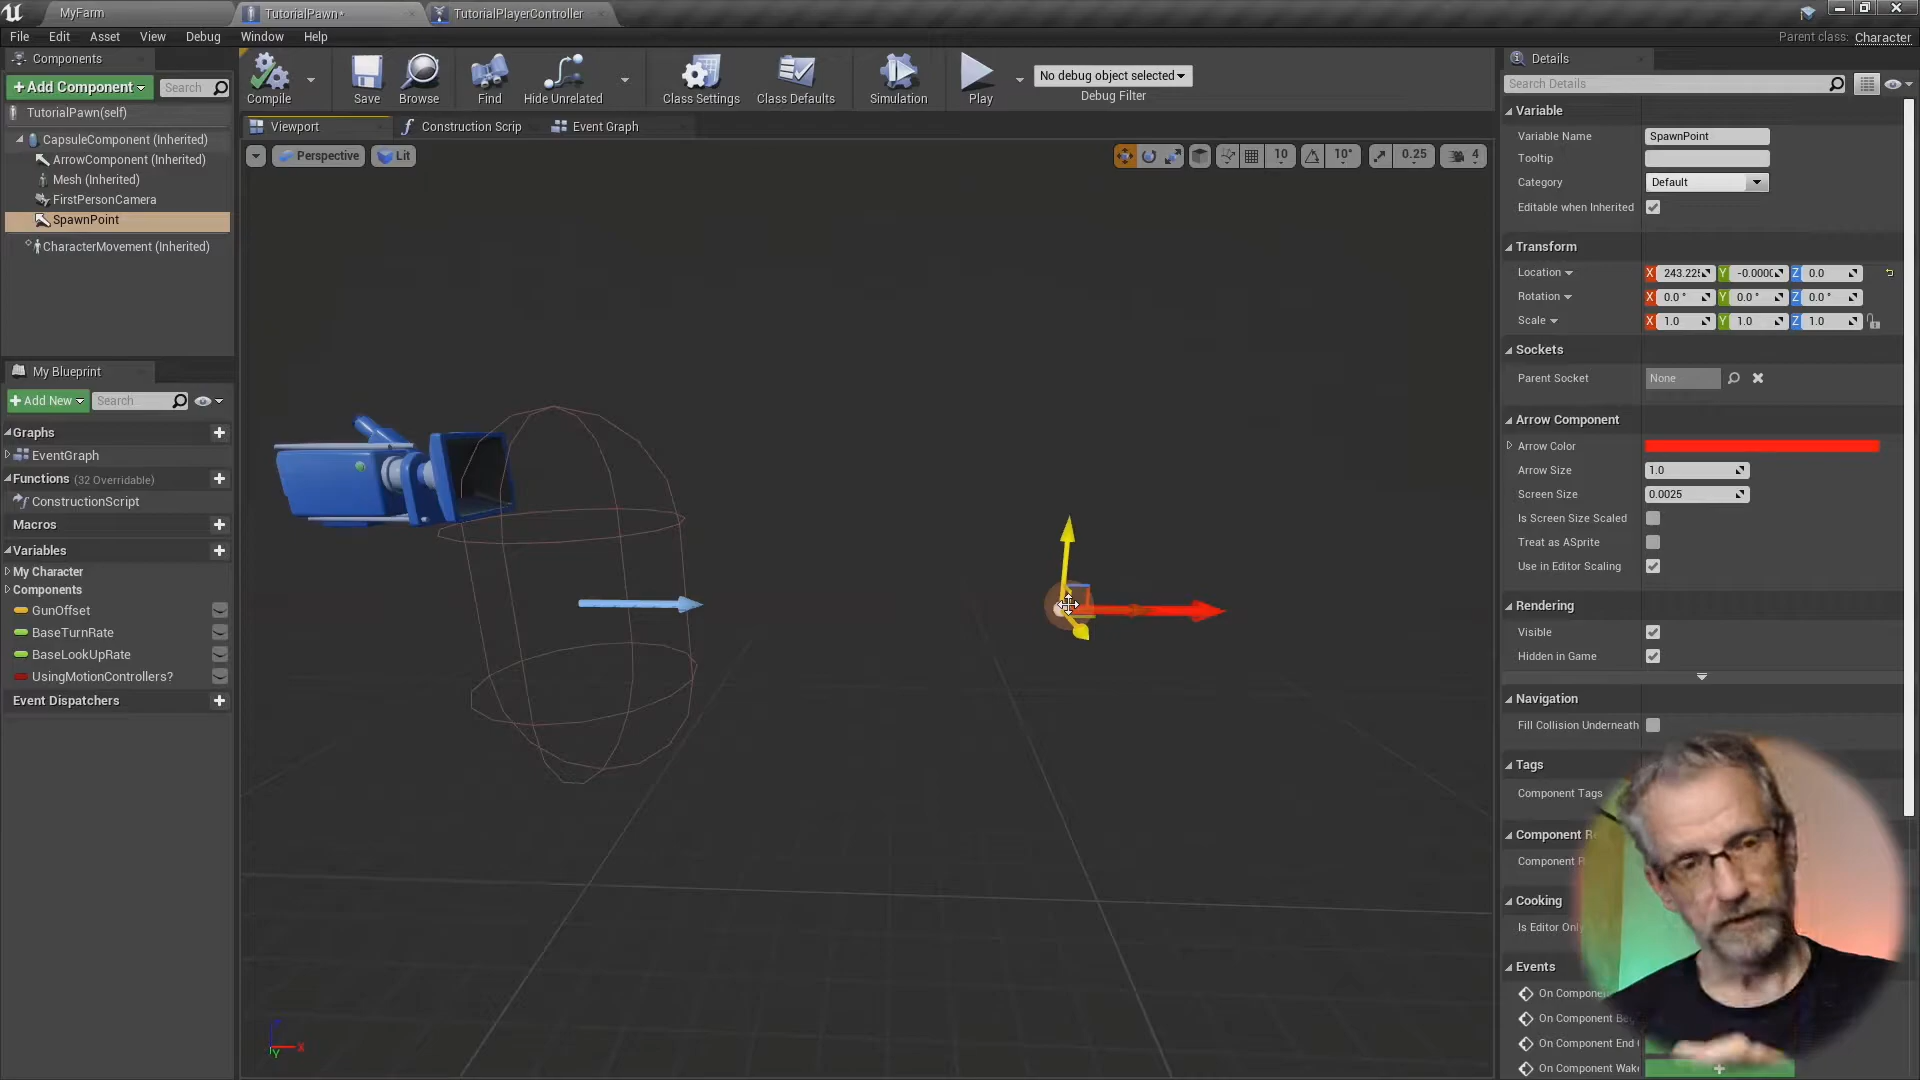 MyFarm
TutorialPawn*
TutorialPlayerController
File Edit Asset View Window Debug Help
Parent class: Character
Components
+Add Component
Search
TutorialPawn(self)
CapsuleComponent (Inherited)
ArrowComponent (Inherited)
Mesh (Inherited)
FirstPersonCamera
SpawnPoint
CharacterMovement (Inherited)
My Blueprint
+Add New
Search
Graphs
EventGraph
Functions (32 Overridable)
ConstructionScript
Macros
Variables
My Character
Components
GunOffset
BaseTurnRate
BaseLookUpRate
UsingMotionControllers?
Event Dispatchers
Compile
Save
Browse
Find
Hide Unrelated
Class Settings
Class Defaults
Simulation
Play
No debug object selected
Debug Filter
Viewport
Construction Scrip
Event Graph
Perspective
Lit
10
10°
0.25
4
X
Y
Details
Search Details
Variable
Variable Name SpawnPoint
Tooltip
Category Default
Editable when Inherited
Transform
Location X 243.22 Y -0.000 Z 0.0
Rotation X 0.0 ° Y 0.0 ° Z 0.0 °
Scale X 1.0 Y 1.0 Z 1.0
Sockets
Parent Socket None
Arrow Component
Arrow Color
Arrow Size 1.0
Screen Size 0.0025
Is Screen Size Scaled
Treat as ASprite
Use in Editor Scaling
Rendering
Visible
Hidden in Game
Navigation
Fill Collision Underneath
Tags
Component Tags
Component R
Component R
Cooking
Is Editor Only
Events
On Compone
On Component Be
On Component End
On Component Wak